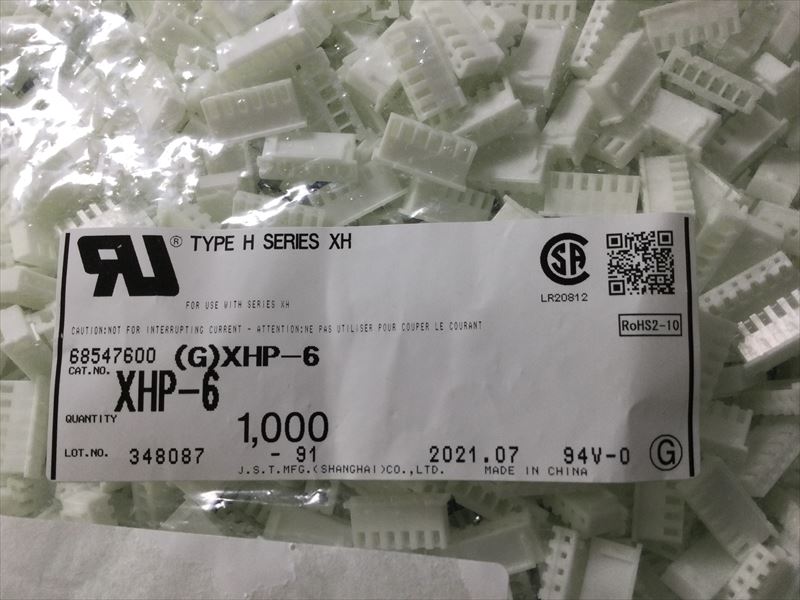 RU ® TYPE H SERIES XH
FOR USE WITH SERIES XH
CSA
LR20812
CAUTION:NOT FOR INTERRUPTING CURRENT - ATTENTION:NE PAS UTILISER POUR COUPER LE COURANT
RoHS2-10
68547600 (G)XHP-6
CAT.NO. XHP-6
QUANTITY 1,000
LOT.NO. 348087 - 91 2021.07 94V-0 G
J.S.T.MFG.(SHANGHAI)CO.,LTD. MADE IN CHINA